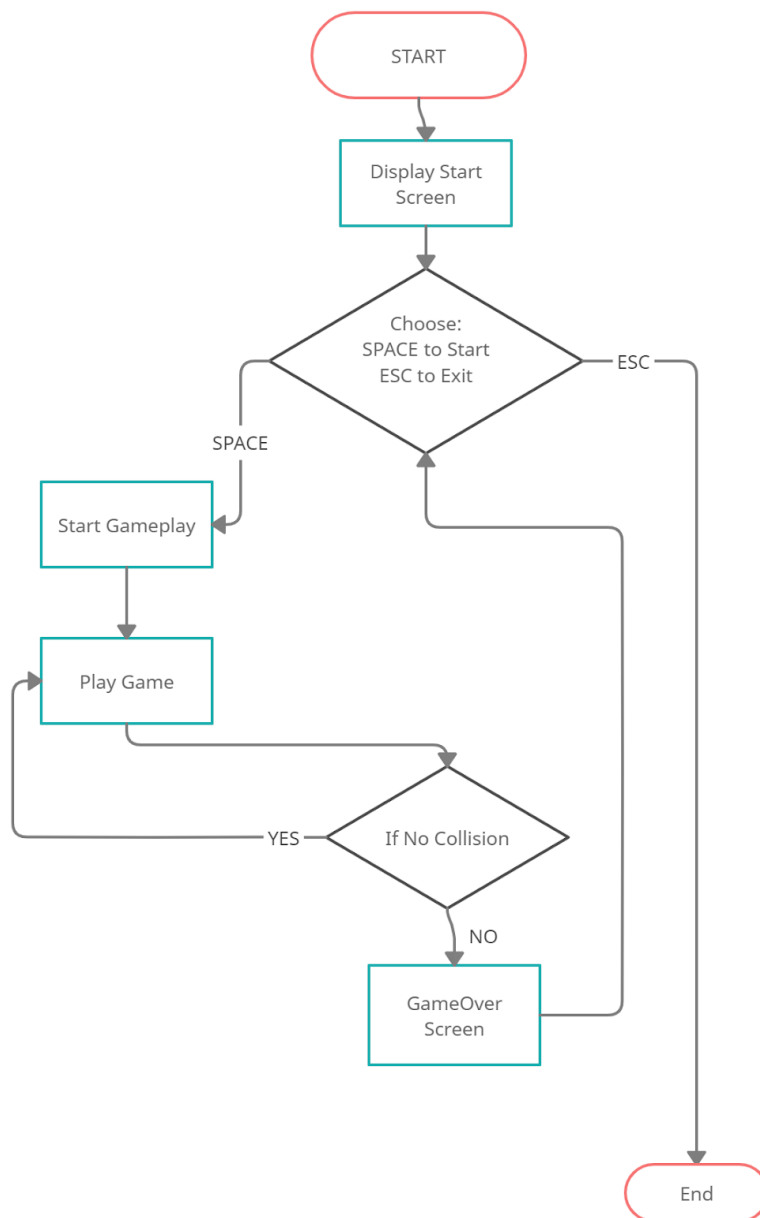 START
Display Start
Screen
Choose:
SPACE to Start
ESC to Exit
ESC
SPACE
Start Gameplay
Play Game
YES
If No Collision
NO
GameOver
Screen
End